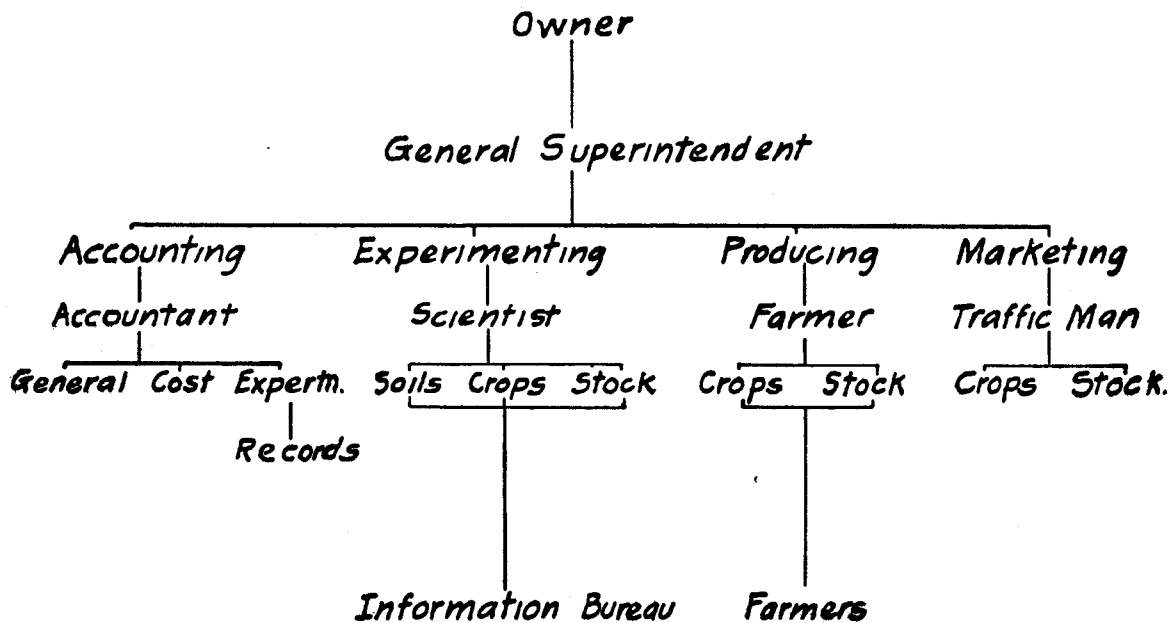 Owner
General Superintendent
Accounting Experimenting Producing Marketing
Accountant Scientist Farmer Traffic Man
General Cost Experm. Soils Crops Stock Crops Stock Crops Stock.
Records
Information Bureau Farmers